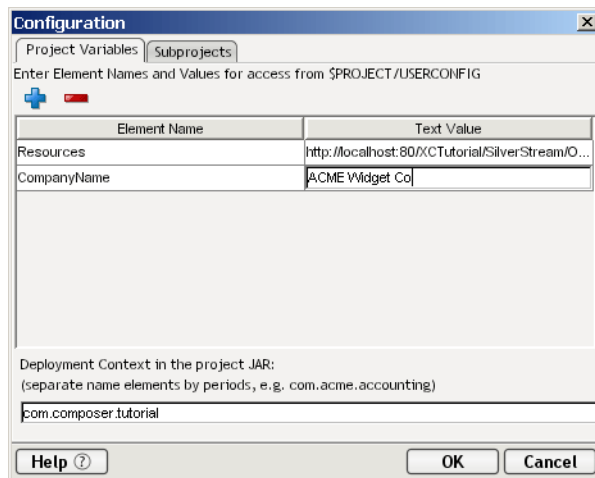 Configuration
Project Variables Subprojects
Enter Element Names and Values for access from $PROJECT/USERCONFIG
Element Name Text Value
Resources http://localhost:80/XCTutorial/SilverStream/O...
CompanyName ACME Widget Co
Deployment Context in the project JAR:
(separate name elements by periods, e.g. com.acme.accounting)
com.composer.tutorial
Help ? OK Cancel